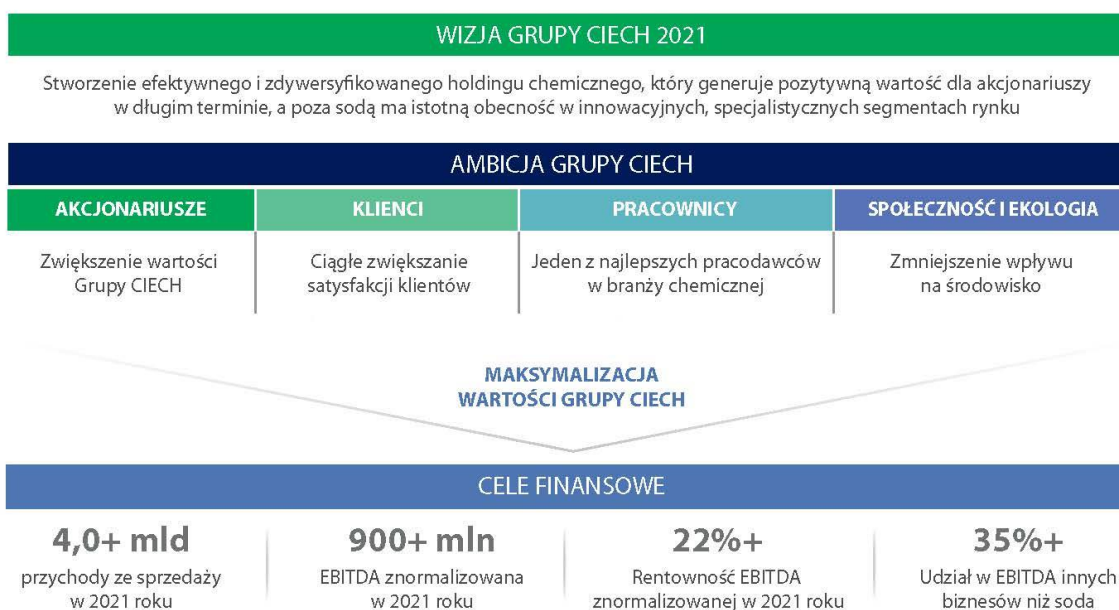 WIZJA GRUPY CIECH 2021
Stworzenie efektywnego i zdywersyfikowanego holdingu chemicznego, który generuje pozytywną wartość dla akcjonariuszy
w długim terminie, a poza sodą ma istotną obecność w innowacyjnych, specjalistycznych segmentach rynku
AMBICJA GRUPY CIECH
AKCJONARIUSZE
Zwiększenie wartości
Grupy CIECH
KLIENCI
Ciągłe zwiększanie
satysfakcji klientów
PRACOWNICY
Jeden z najlepszych pracodawców
w branży chemicznej
SPOŁECZNOŚĆ I EKOLOGIA
Zmniejszenie wpływu
na środowisko
MAKSYMALIZACJA
WARTOŚCI GRUPY CIECH
CELE FINANSOWE
4,0+ mld
przychody ze sprzedaży
w 2021 roku
900+ mln
EBITDA znormalizowana
w 2021 roku
22%+
Rentowność EBITDA
znormalizowanej w 2021 roku
35%+
Udział w EBITDA innych
biznesów niż soda